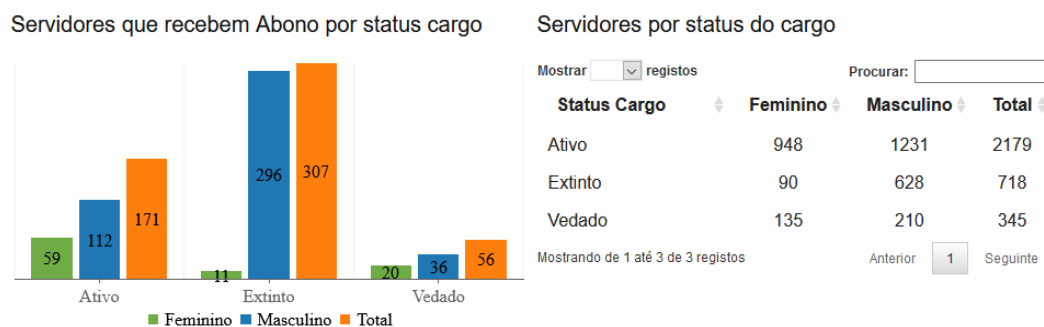 Servidores que recebem Abono por status cargo
59
112
171
11
296
307
20
36
56
Ativo
Extinto
Vedado
Feminino
Masculino
Total
Servidores por status do cargo
Mostrar registos
Procurar:
Status Cargo Feminino Masculino Total
Ativo 948 1231 2179
Extinto 90 628 718
Vedado 135 210 345
Mostrando de 1 até 3 de 3 registos
Anterior 1 Seguinte